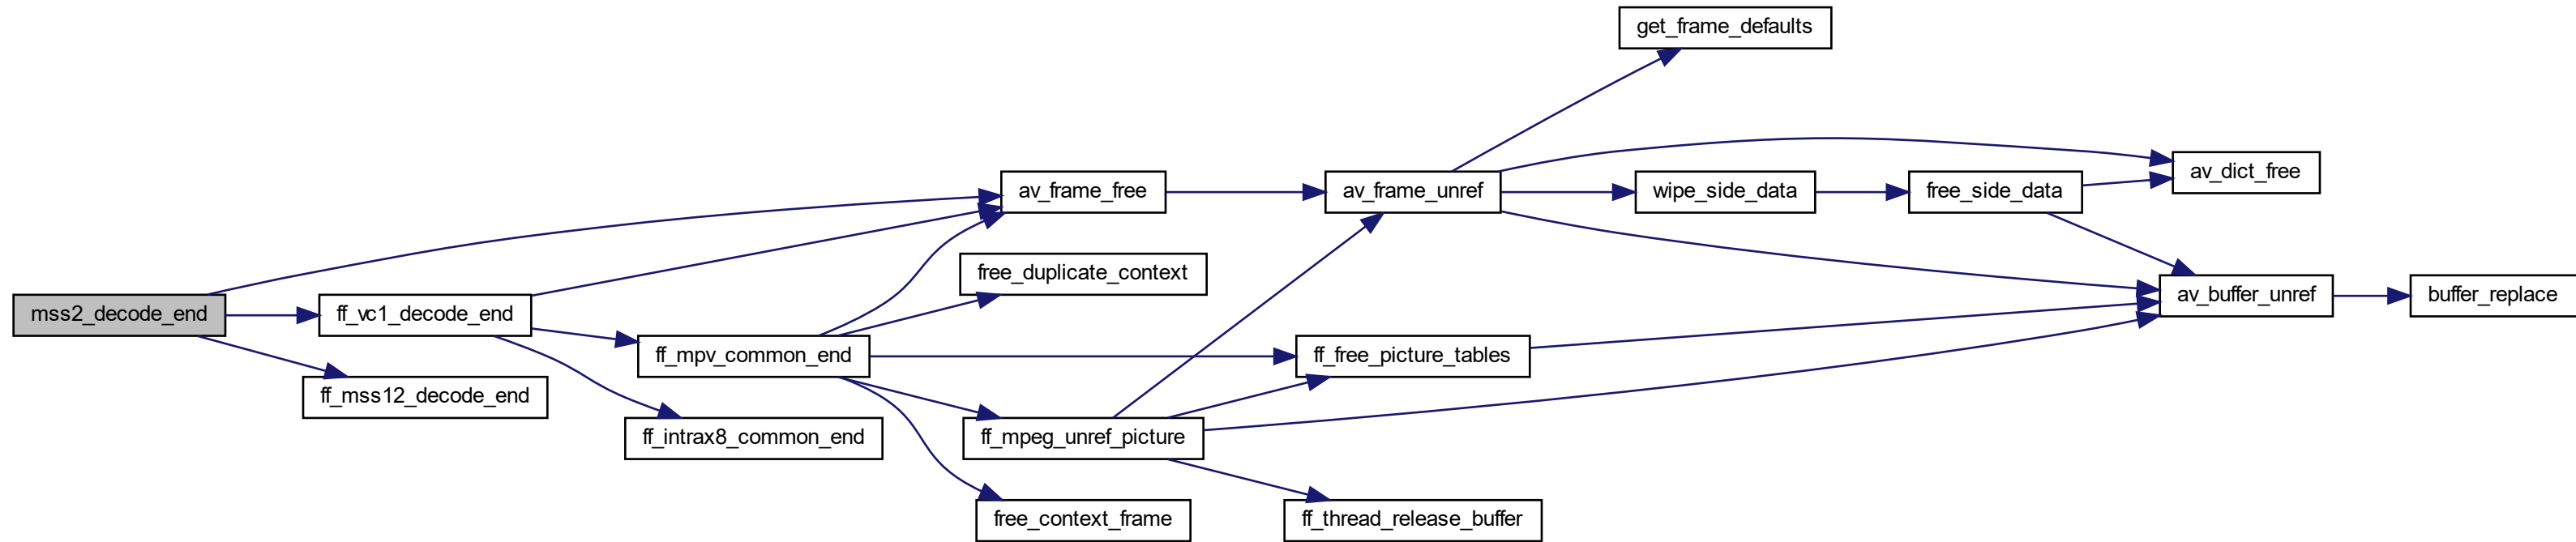 get_frame_defaults
av_dict_free
av_frame_free
av_frame_unref
wipe_side_data
free_side_data
free_duplicate_context
mss2_decode_end
ff_vc1_decode_end
av_buffer_unref
buffer_replace
ff_mpv_common_end
ff_free_picture_tables
ff_mss12_decode_end
ff_intrax8_common_end
ff_mpeg_unref_picture
free_context_frame
ff_thread_release_buffer